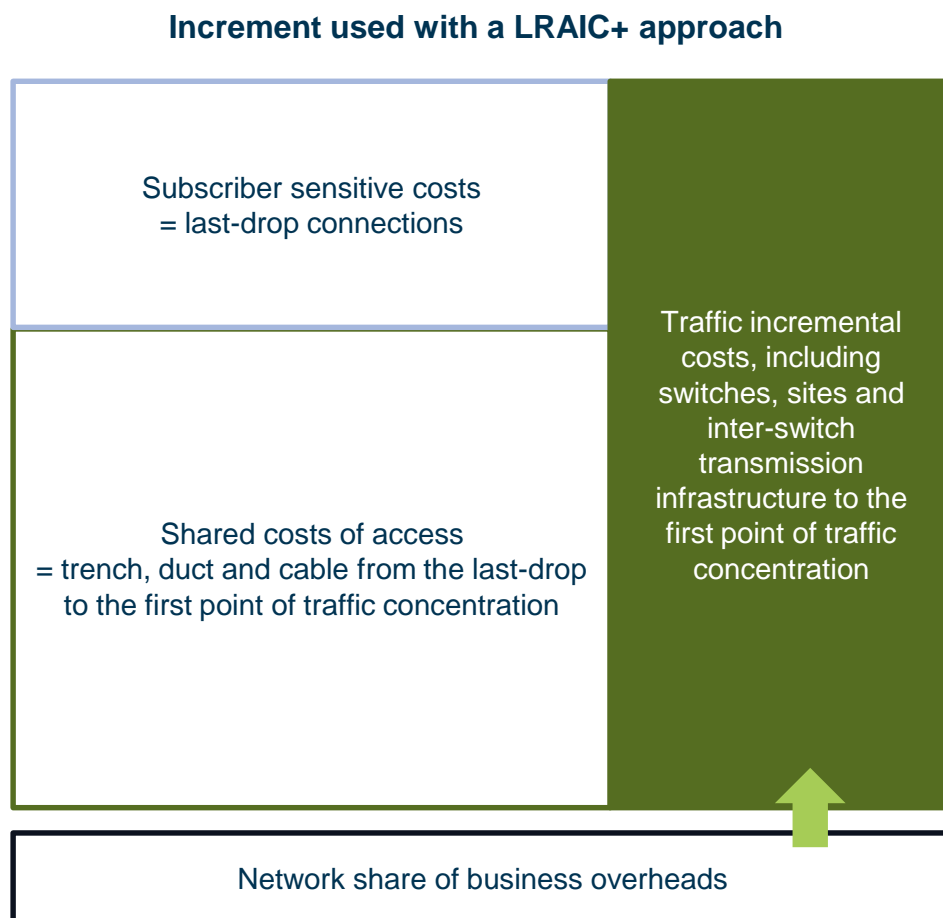 Increment used with a LRAIC+ approach
Subscriber sensitive costs
= last-drop connections
Shared costs of access
= trench, duct and cable from the last-drop
to the first point of traffic concentration
Traffic incremental
costs, including
switches, sites and
inter-switch
transmission
infrastructure to the
first point of traffic
concentration
Network share of business overheads